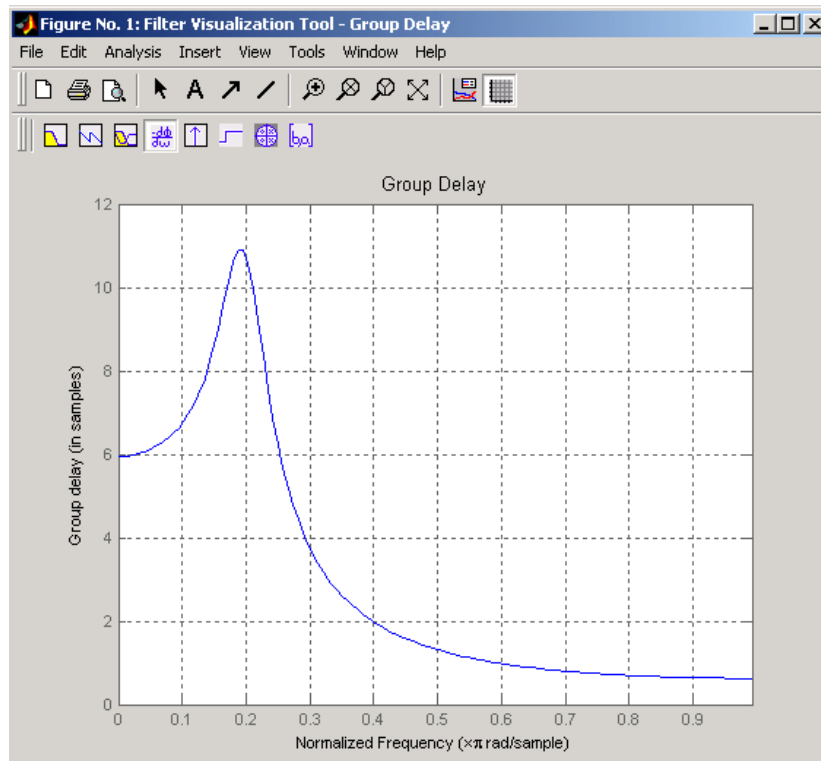 Figure No. 1: Filter Visualization Tool - Group Delay
File Edit Analysis Insert View Tools Window Help
A
-dϕ
dω
[b,a]
Group Delay
12
10
8
6
4
2
0
Group delay (in samples)
0 0.1 0.2 0.3 0.4 0.5 0.6 0.7 0.8 0.9
Normalized Frequency (×π rad/sample)